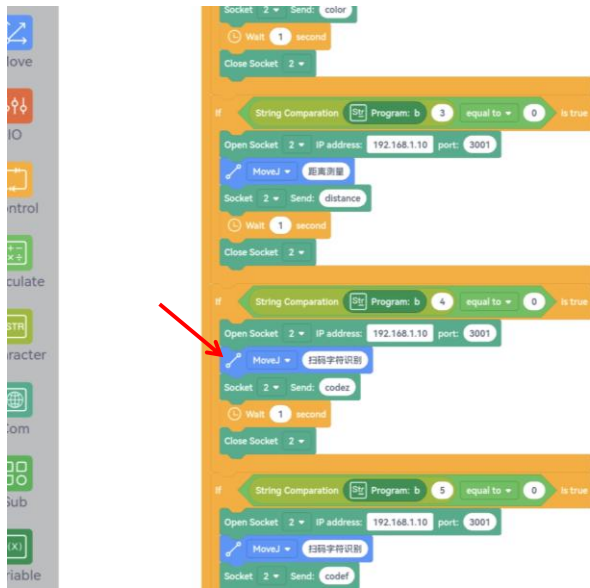 Socket 2 Send: color
Wait 1 second
Close Socket 2
If String Comparation Str Program: b 3 equal to 0 is true
Open Socket 2 IP address: 192.168.1.10 port: 3001
MoveJ 距离测量
Socket 2 Send: distance
Wait 1 second
Close Socket 2
If String Comparation Str Program: b 4 equal to 0 is true
Open Socket 2 IP address: 192.168.1.10 port: 3001
MoveJ 扫码字符识别
Socket 2 Send: codez
Wait 1 second
Close Socket 2
If String Comparation Str Program: b 5 equal to 0 is true
Open Socket 2 IP address: 192.168.1.10 port: 3001
MoveJ 扫码字符识别
Socket 2 Send: codef
ove
IO
ontrol
culate
STR
racter
om
ub
(X)
riable